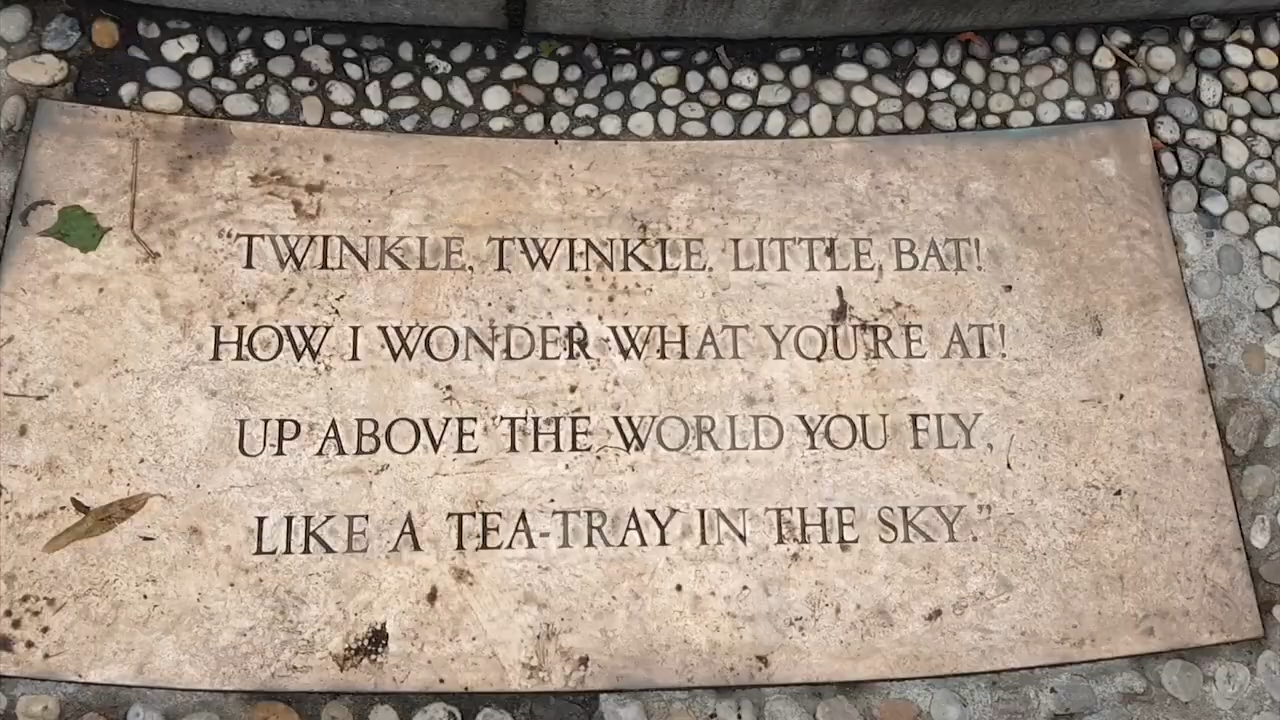 "TWINKLE, TWINKLE, LITTLE BAT!
HOW I WONDER WHAT YOU'RE AT!
UP ABOVE THE WORLD YOU FLY,
LIKE A TEA-TRAY IN THE SKY."